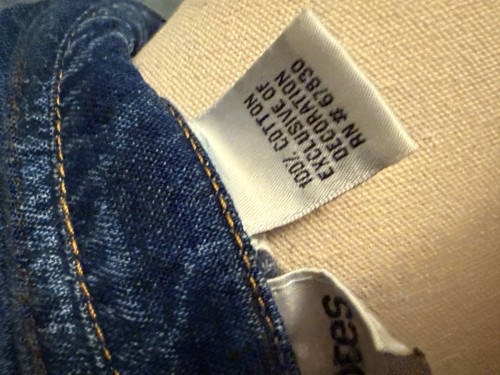 100% COTTON
EXCLUSIVE OF
DECORATION
RN# 67830